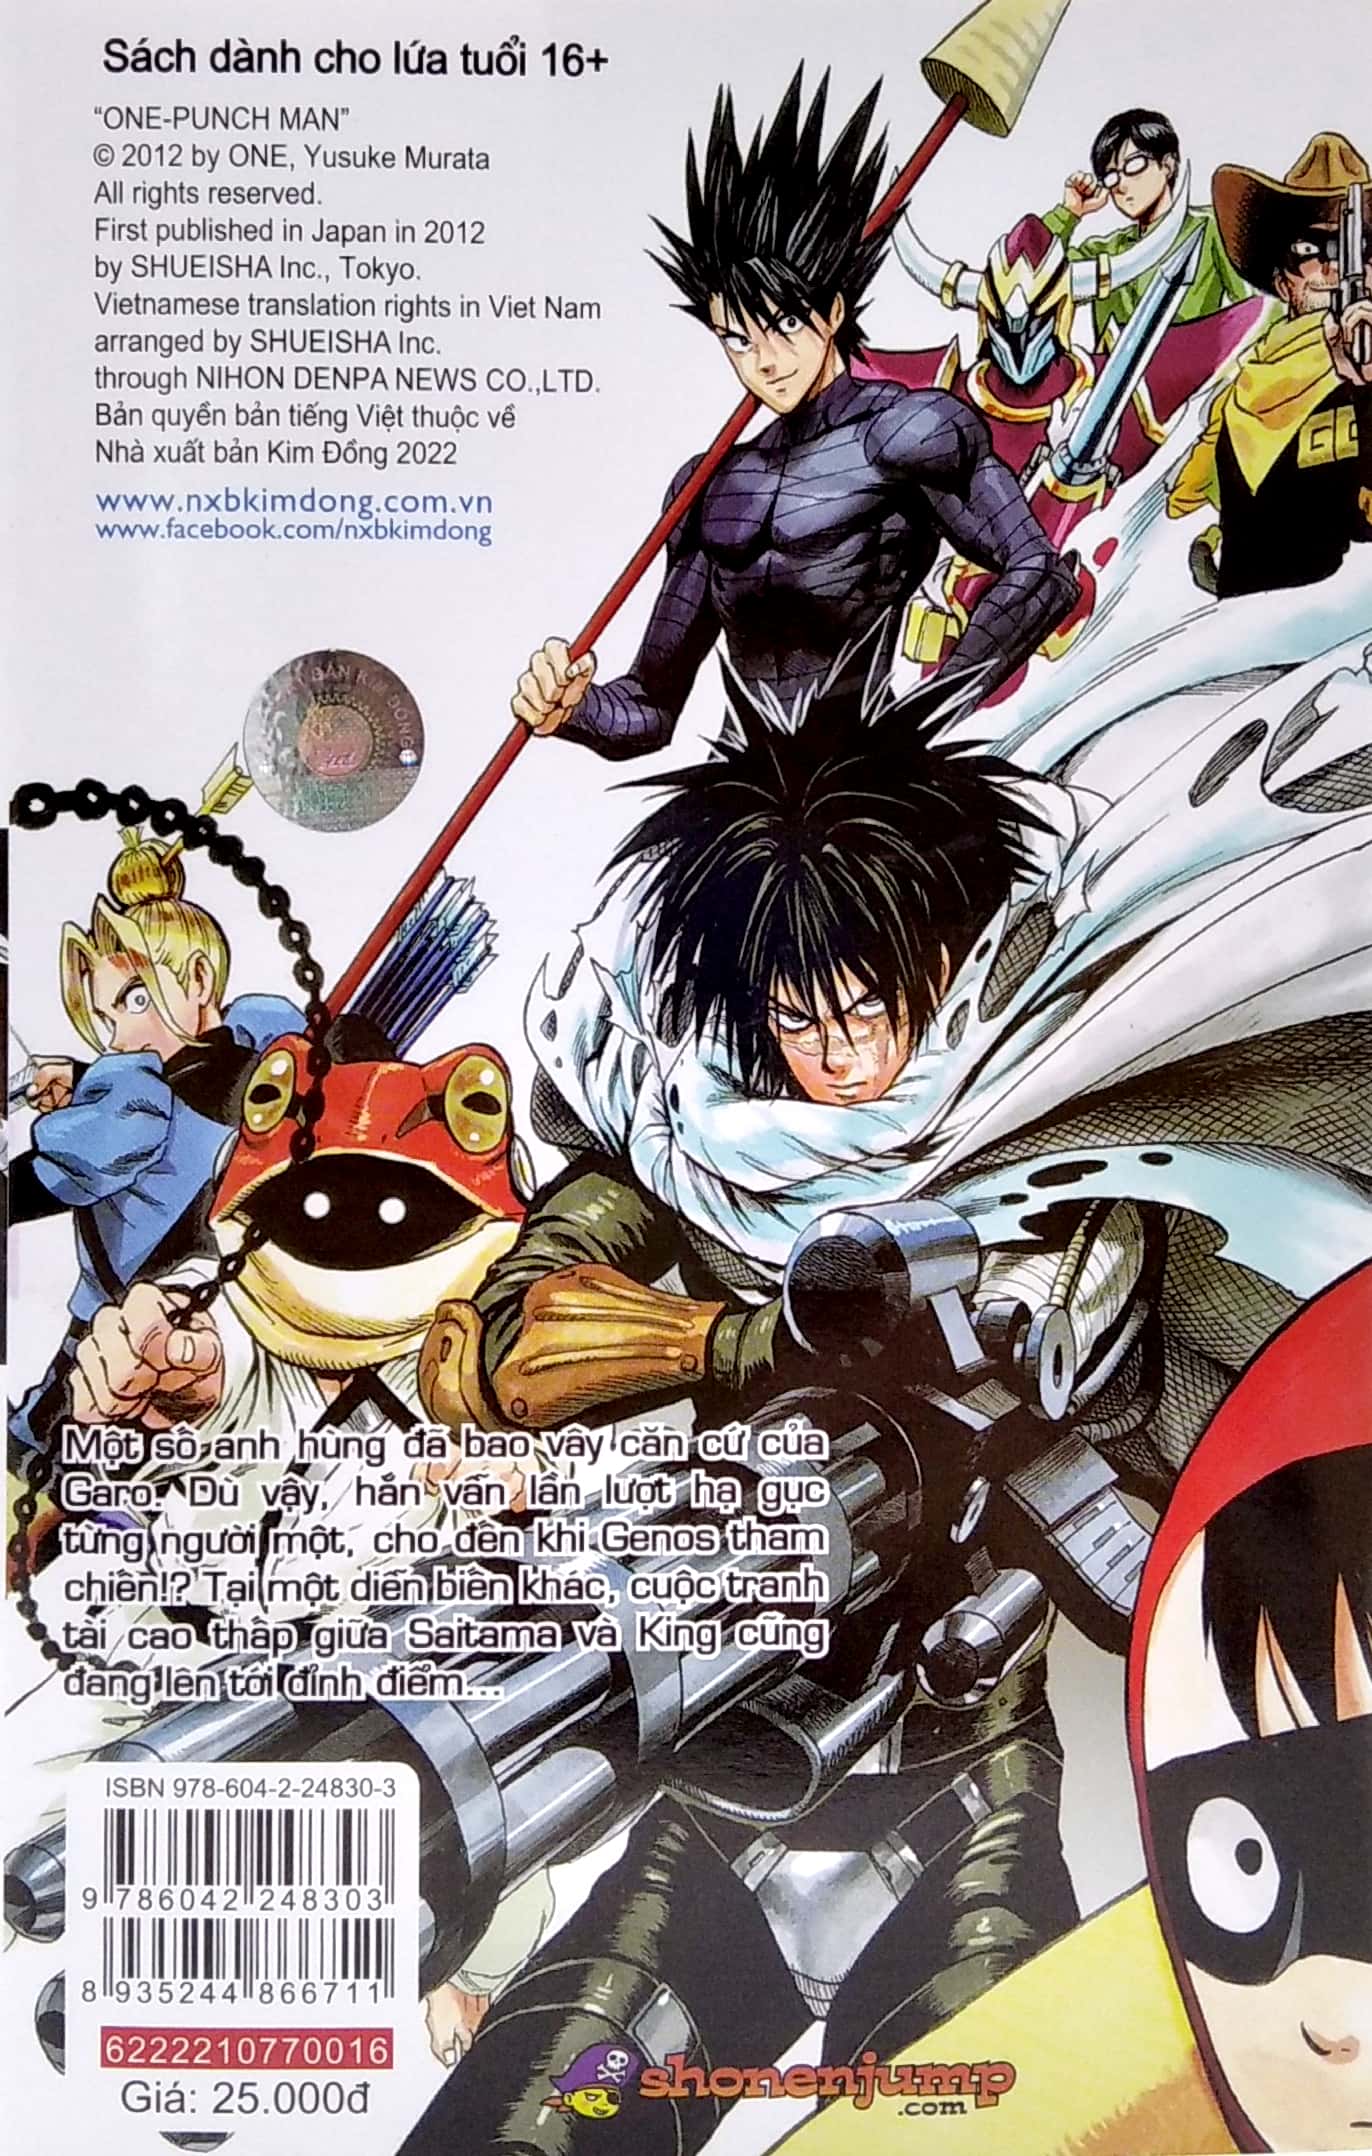 Sách dành cho lứa tuổi 16+
“ONE-PUNCH MAN”
© 2012 by ONE, Yusuke Murata
All rights reserved.
First published in Japan in 2012
by SHUEISHA Inc., Tokyo.
Vietnamese translation rights in Viet Nam
arranged by SHUEISHA Inc.
through NIHON DENPA NEWS CO.,LTD.
Bản quyền bản tiếng Việt thuộc về
Nhà xuất bản Kim Đồng 2022
www.nxbkimdong.com.vn
www.facebook.com/nxbkimdong
Một số anh hùng đã bao vây căn cứ của
Garo. Dù vậy, hắn vẫn lần lượt hạ gục
từng người một, cho đến khi Genos tham
chiến!? Tại một diễn biến khác, cuộc tranh
tài cao thấp giữa Saitama và King cũng
đang lên tới đỉnh điểm...
ISBN 978-604-2-24830-3
9 786042 248303
8 935244 866711
6222210770016
Giá: 25.000đ
shonenjump
.com